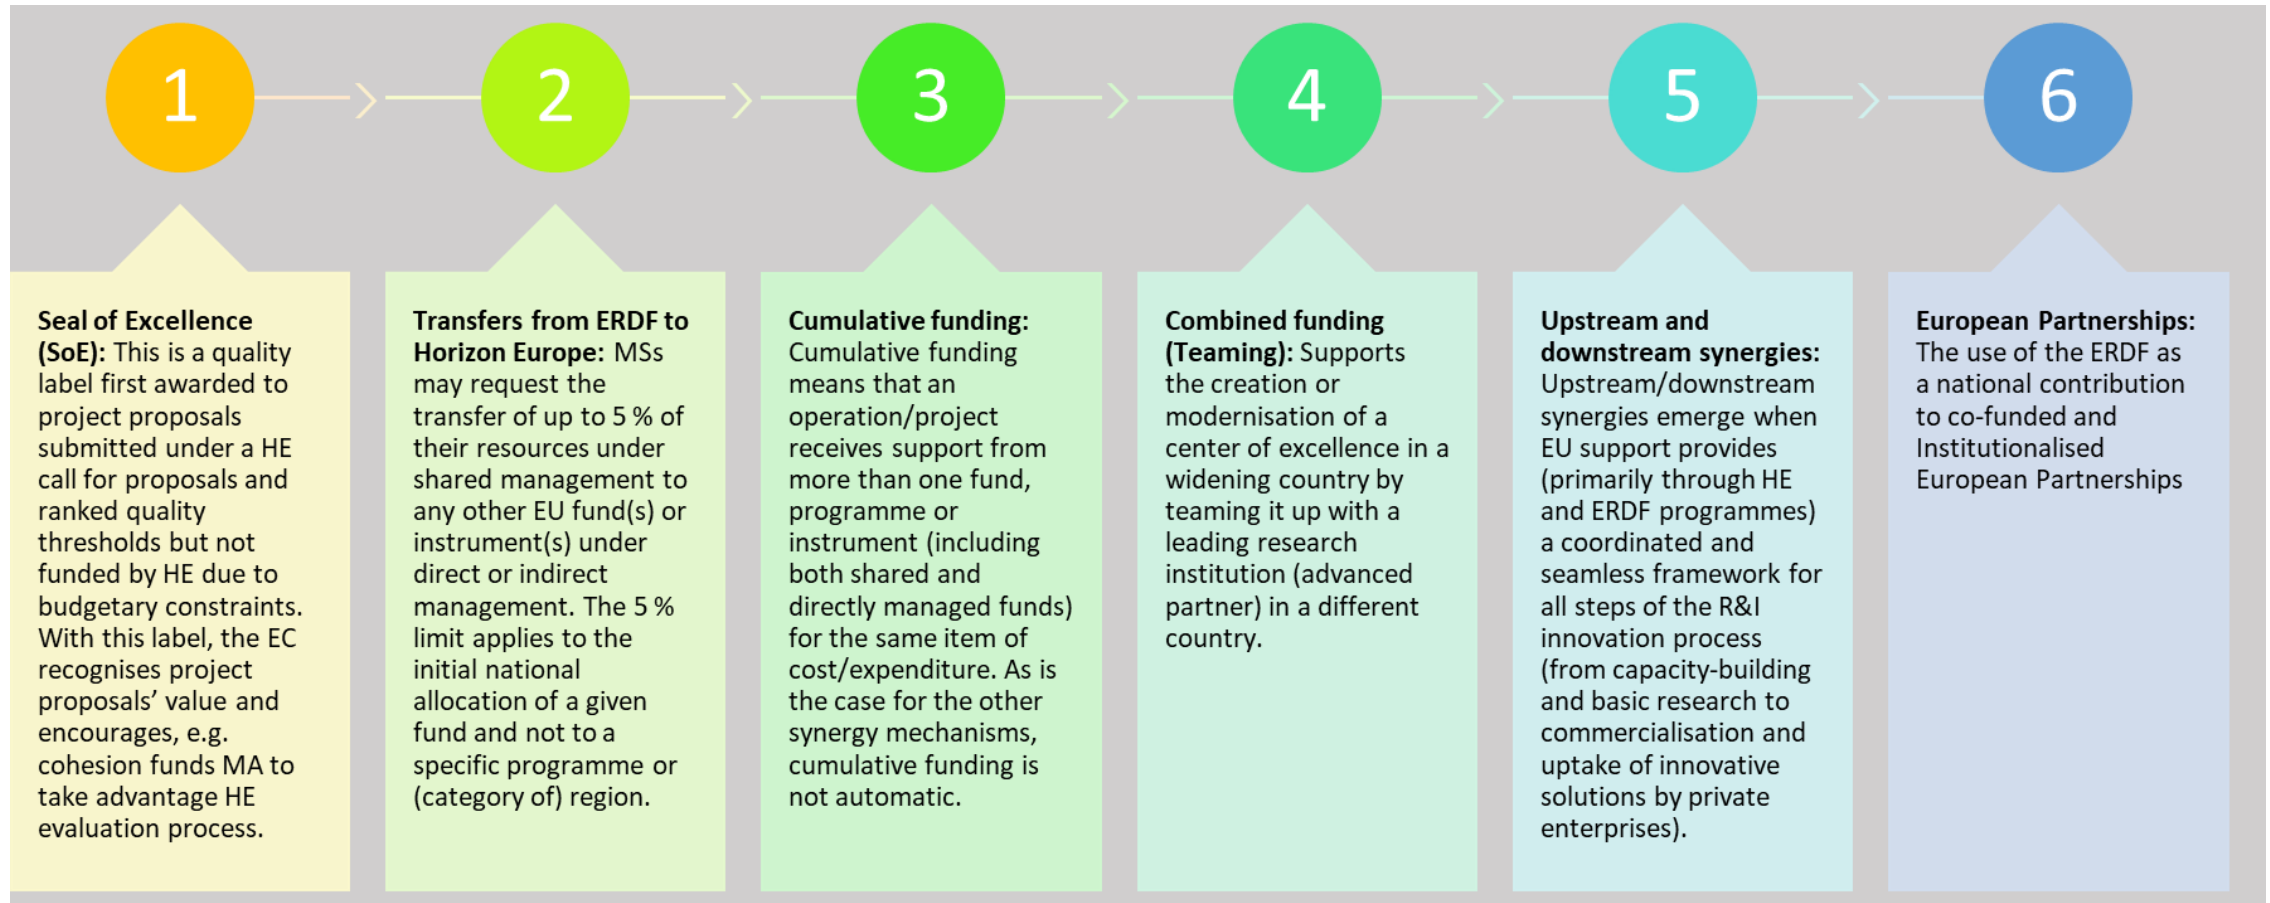 1
2
3
4
5
6
Seal of Excellence
(SoE): This is a quality
label first awarded to
project proposals
submitted under a HE
call for proposals and
ranked quality
thresholds but not
funded by HE due to
budgetary constraints.
With this label, the EC
recognises project
proposals’ value and
encourages, e.g.
cohesion funds MA to
take advantage HE
evaluation process.
Transfers from ERDF to
Horizon Europe: MSs
may request the
transfer of up to 5 % of
their resources under
shared management to
any other EU fund(s) or
instrument(s) under
direct or indirect
management. The 5 %
limit applies to the
initial national
allocation of a given
fund and not to a
specific programme or
(category of) region.
Cumulative funding:
Cumulative funding
means that an
operation/project
receives support from
more than one fund,
programme or
instrument (including
both shared and
directly managed funds)
for the same item of
cost/expenditure. As is
the case for the other
synergy mechanisms,
cumulative funding is
not automatic.
Combined funding
(Teaming): Supports
the creation or
modernisation of a
center of excellence in a
widening country by
teaming it up with a
leading research
institution (advanced
partner) in a different
country.
Upstream and
downstream synergies:
Upstream/downstream
synergies emerge when
EU support provides
(primarily through HE
and ERDF programmes)
a coordinated and
seamless framework for
all steps of the R&I
innovation process
(from capacity-building
and basic research to
commercialisation and
uptake of innovative
solutions by private
enterprises).
European Partnerships:
The use of the ERDF as
a national contribution
to co-funded and
Institutionalised
European Partnerships